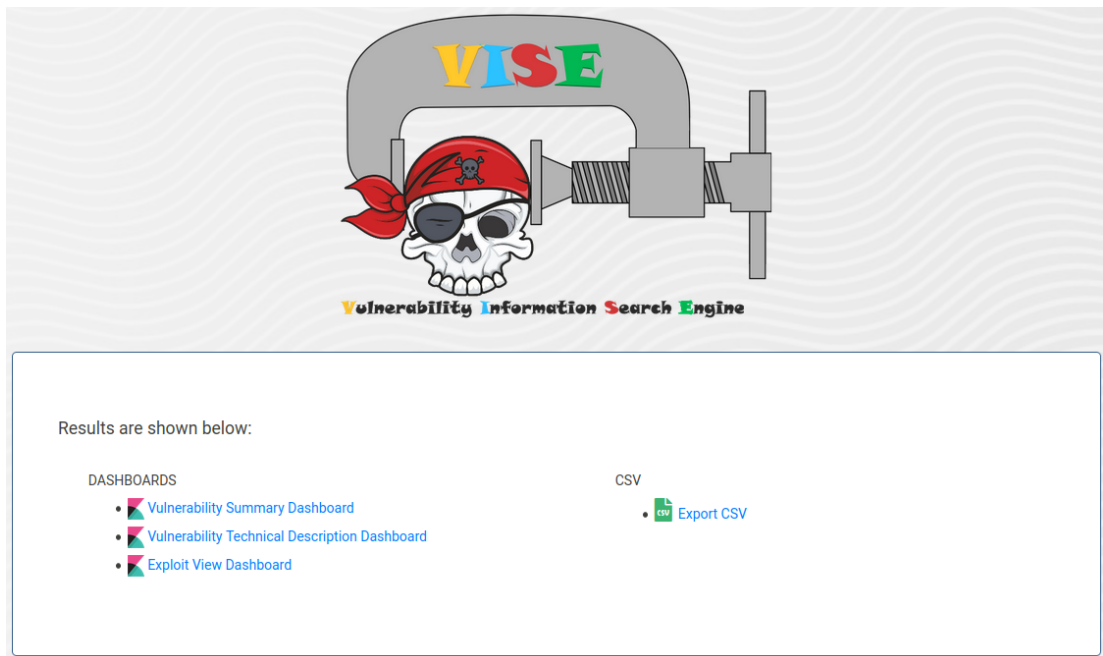 VISE
Vulnerability Information Search Engine
Results are shown below:
DASHBOARDS
Vulnerability Summary Dashboard
Vulnerability Technical Description Dashboard
Exploit View Dashboard
CSV
CSV Export CSV